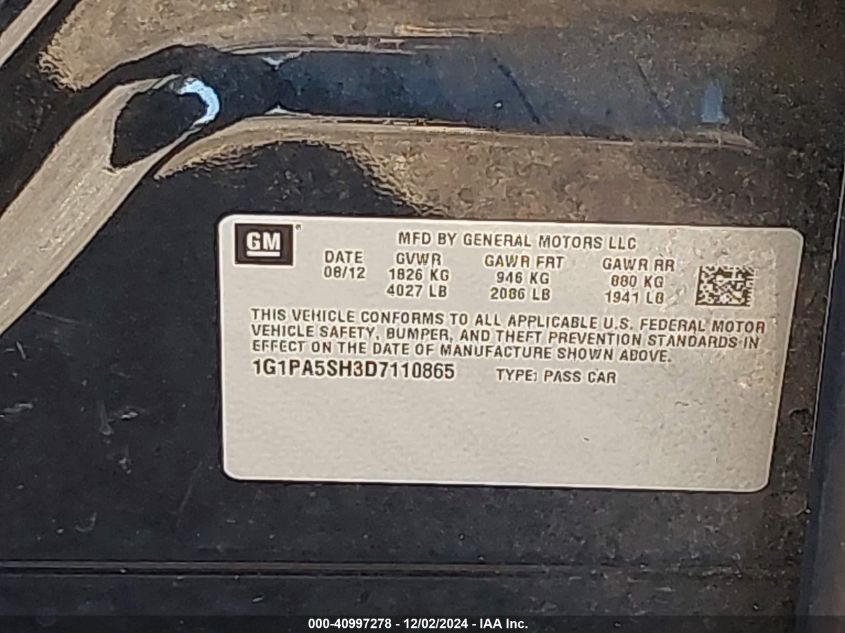 GM ®
MFD BY GENERAL MOTORS LLC
DATE GVWR GAWR FRT GAWR RR
08/12 1826 KG 946 KG 880 KG
4027 LB 2086 LB 1941 LB
THIS VEHICLE CONFORMS TO ALL APPLICABLE U.S. FEDERAL MOTOR
VEHICLE SAFETY, BUMPER, AND THEFT PREVENTION STANDARDS IN
EFFECT ON THE DATE OF MANUFACTURE SHOWN ABOVE.
1G1PA5SH3D7110865 TYPE: PASS CAR
000-40997278 - 12/02/2024 - IAA Inc.